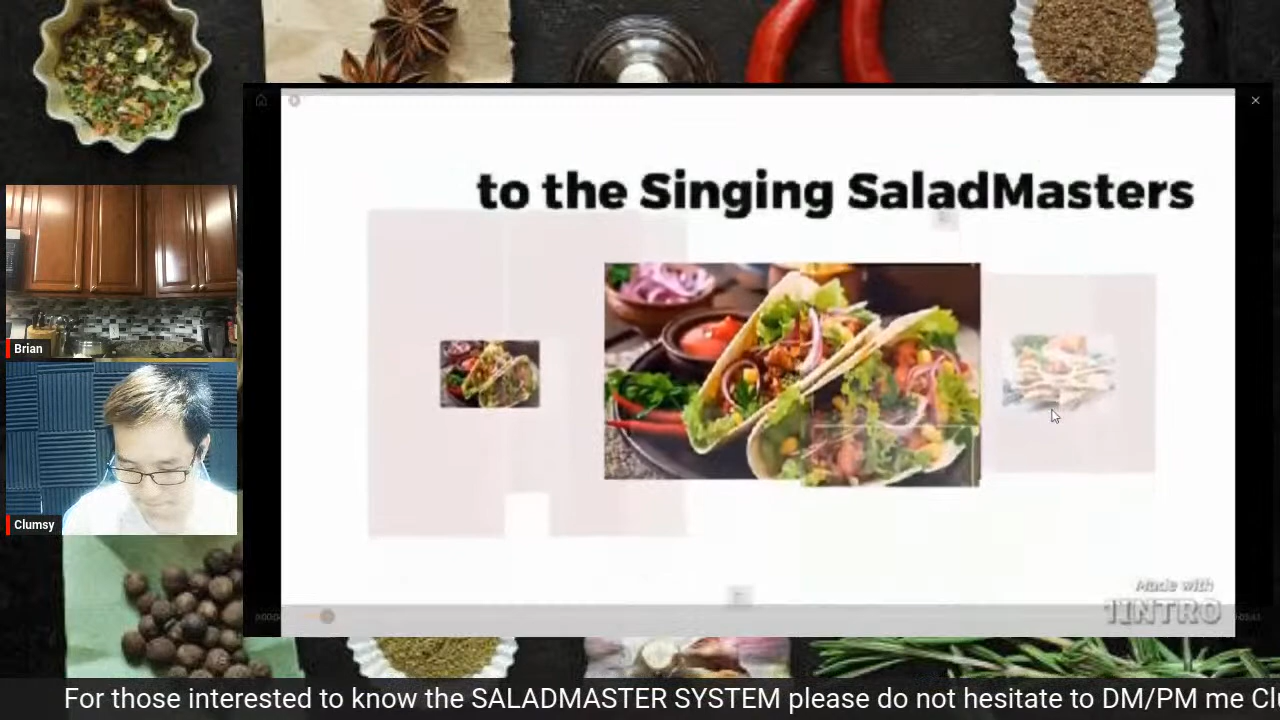 to the Singing SaladMasters
Brian
Clumsy
Made with
1INTRO
For those interested to know the SALADMASTER SYSTEM please do not hesitate to DM/PM me Cl